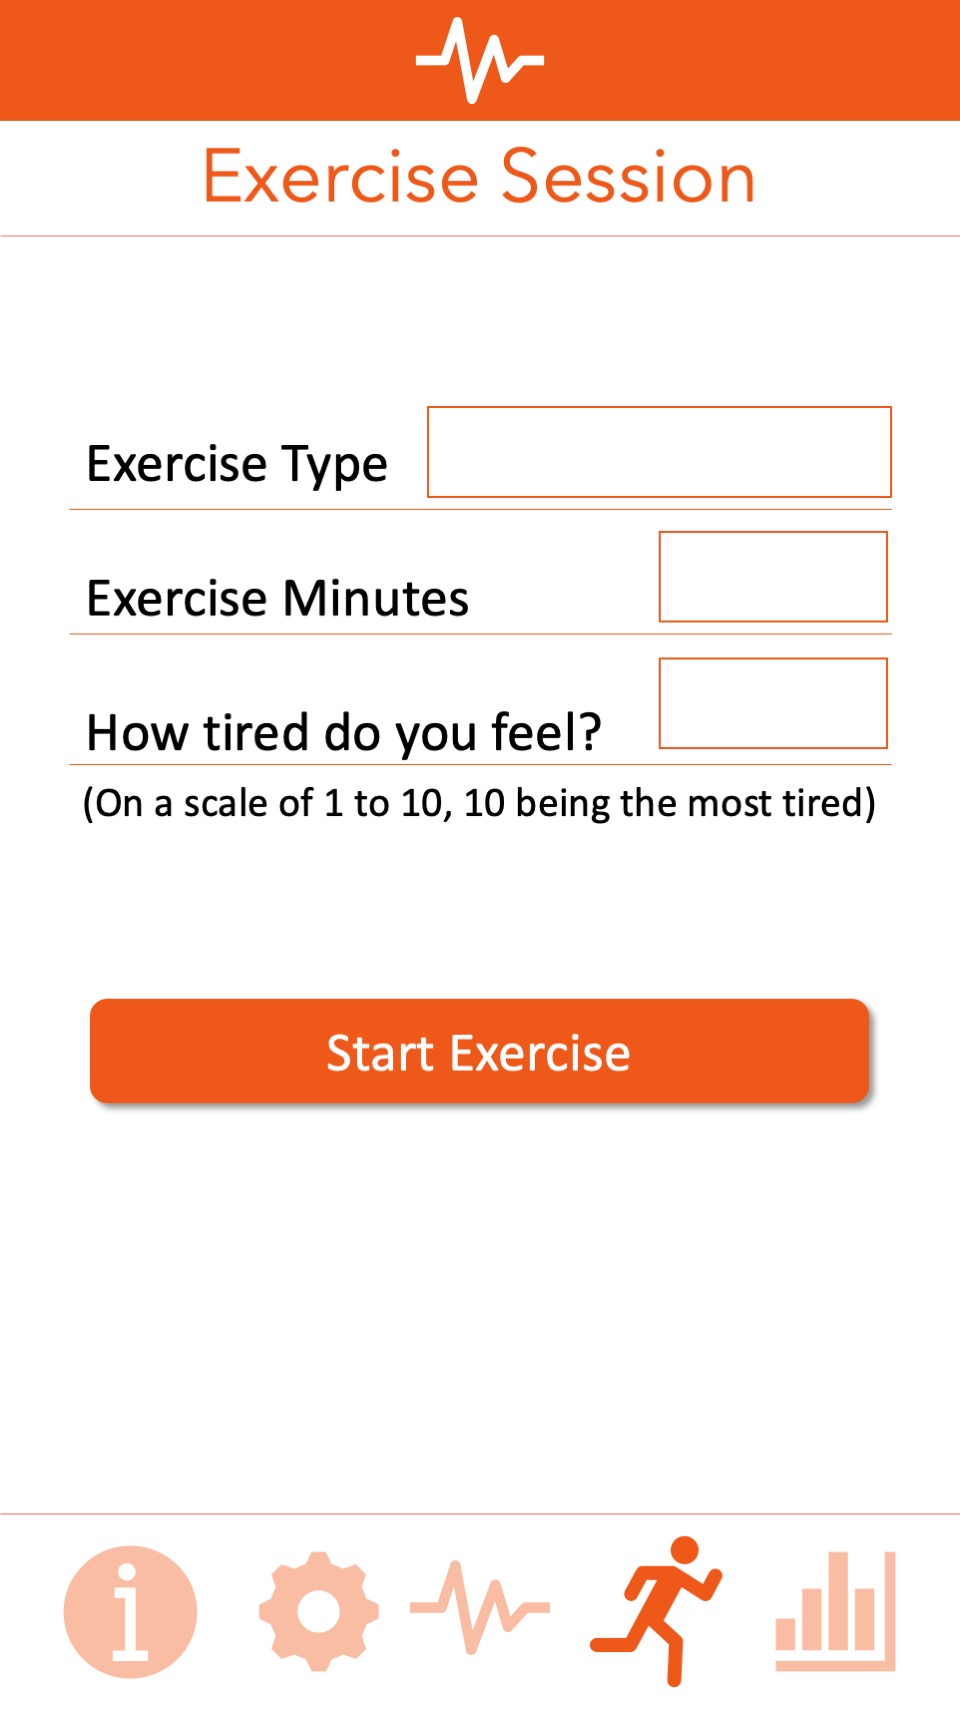 Exercise Session
Exercise Type
Exercise Minutes
How tired do you feel?
(On a scale of 1 to 10, 10 being the most tired)
Start Exercise
i